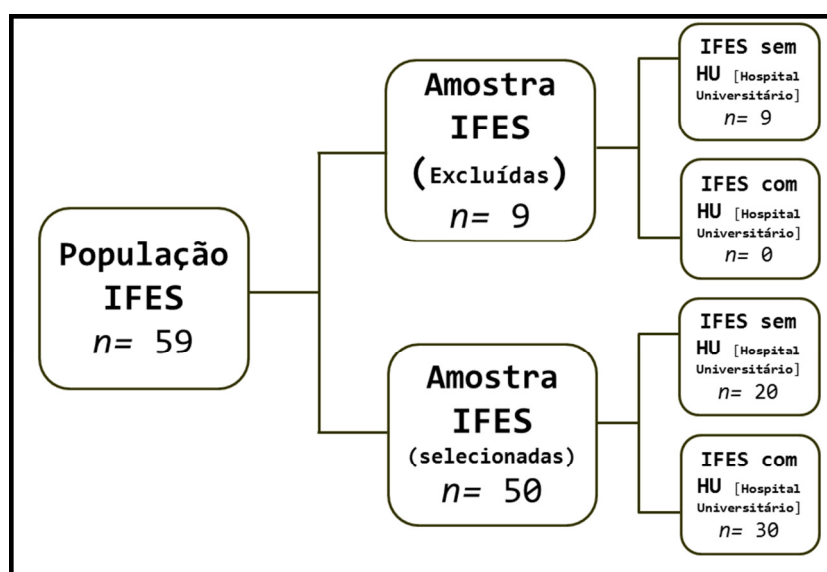 População
IFES
n= 59
Amostra
IFES
(Excluídas)
n= 9
IFES sem
HU [Hospital
Universitário]
n= 9
IFES com
HU [Hospital
Universitário]
n= 0
Amostra
IFES
(selecionadas)
n= 50
IFES sem
HU [Hospital
Universitário]
n= 20
IFES com
HU [Hospital
Universitário]
n= 30